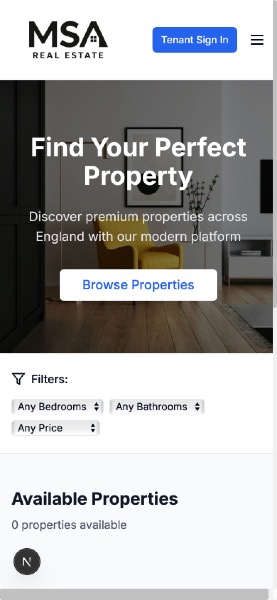 MSA
REAL ESTATE
Tenant Sign In
Find Your Perfect
Property
Discover premium properties across
England with our modern platform
Browse Properties
Filters:
Any Bedrooms
Any Bathrooms
Any Price
Available Properties
0 properties available
N